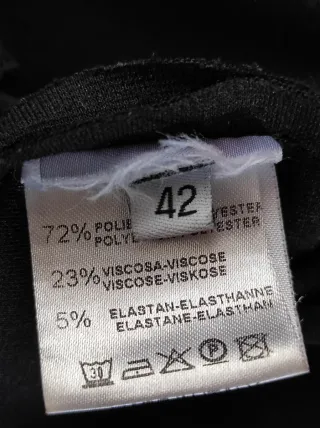 42
72%
23% VISCOSA-VISCOSE
VISCOSE-VISKOSE
5% ELASTAN-ELASTHANNE
ELASTANE-ELASTHAN
30 P